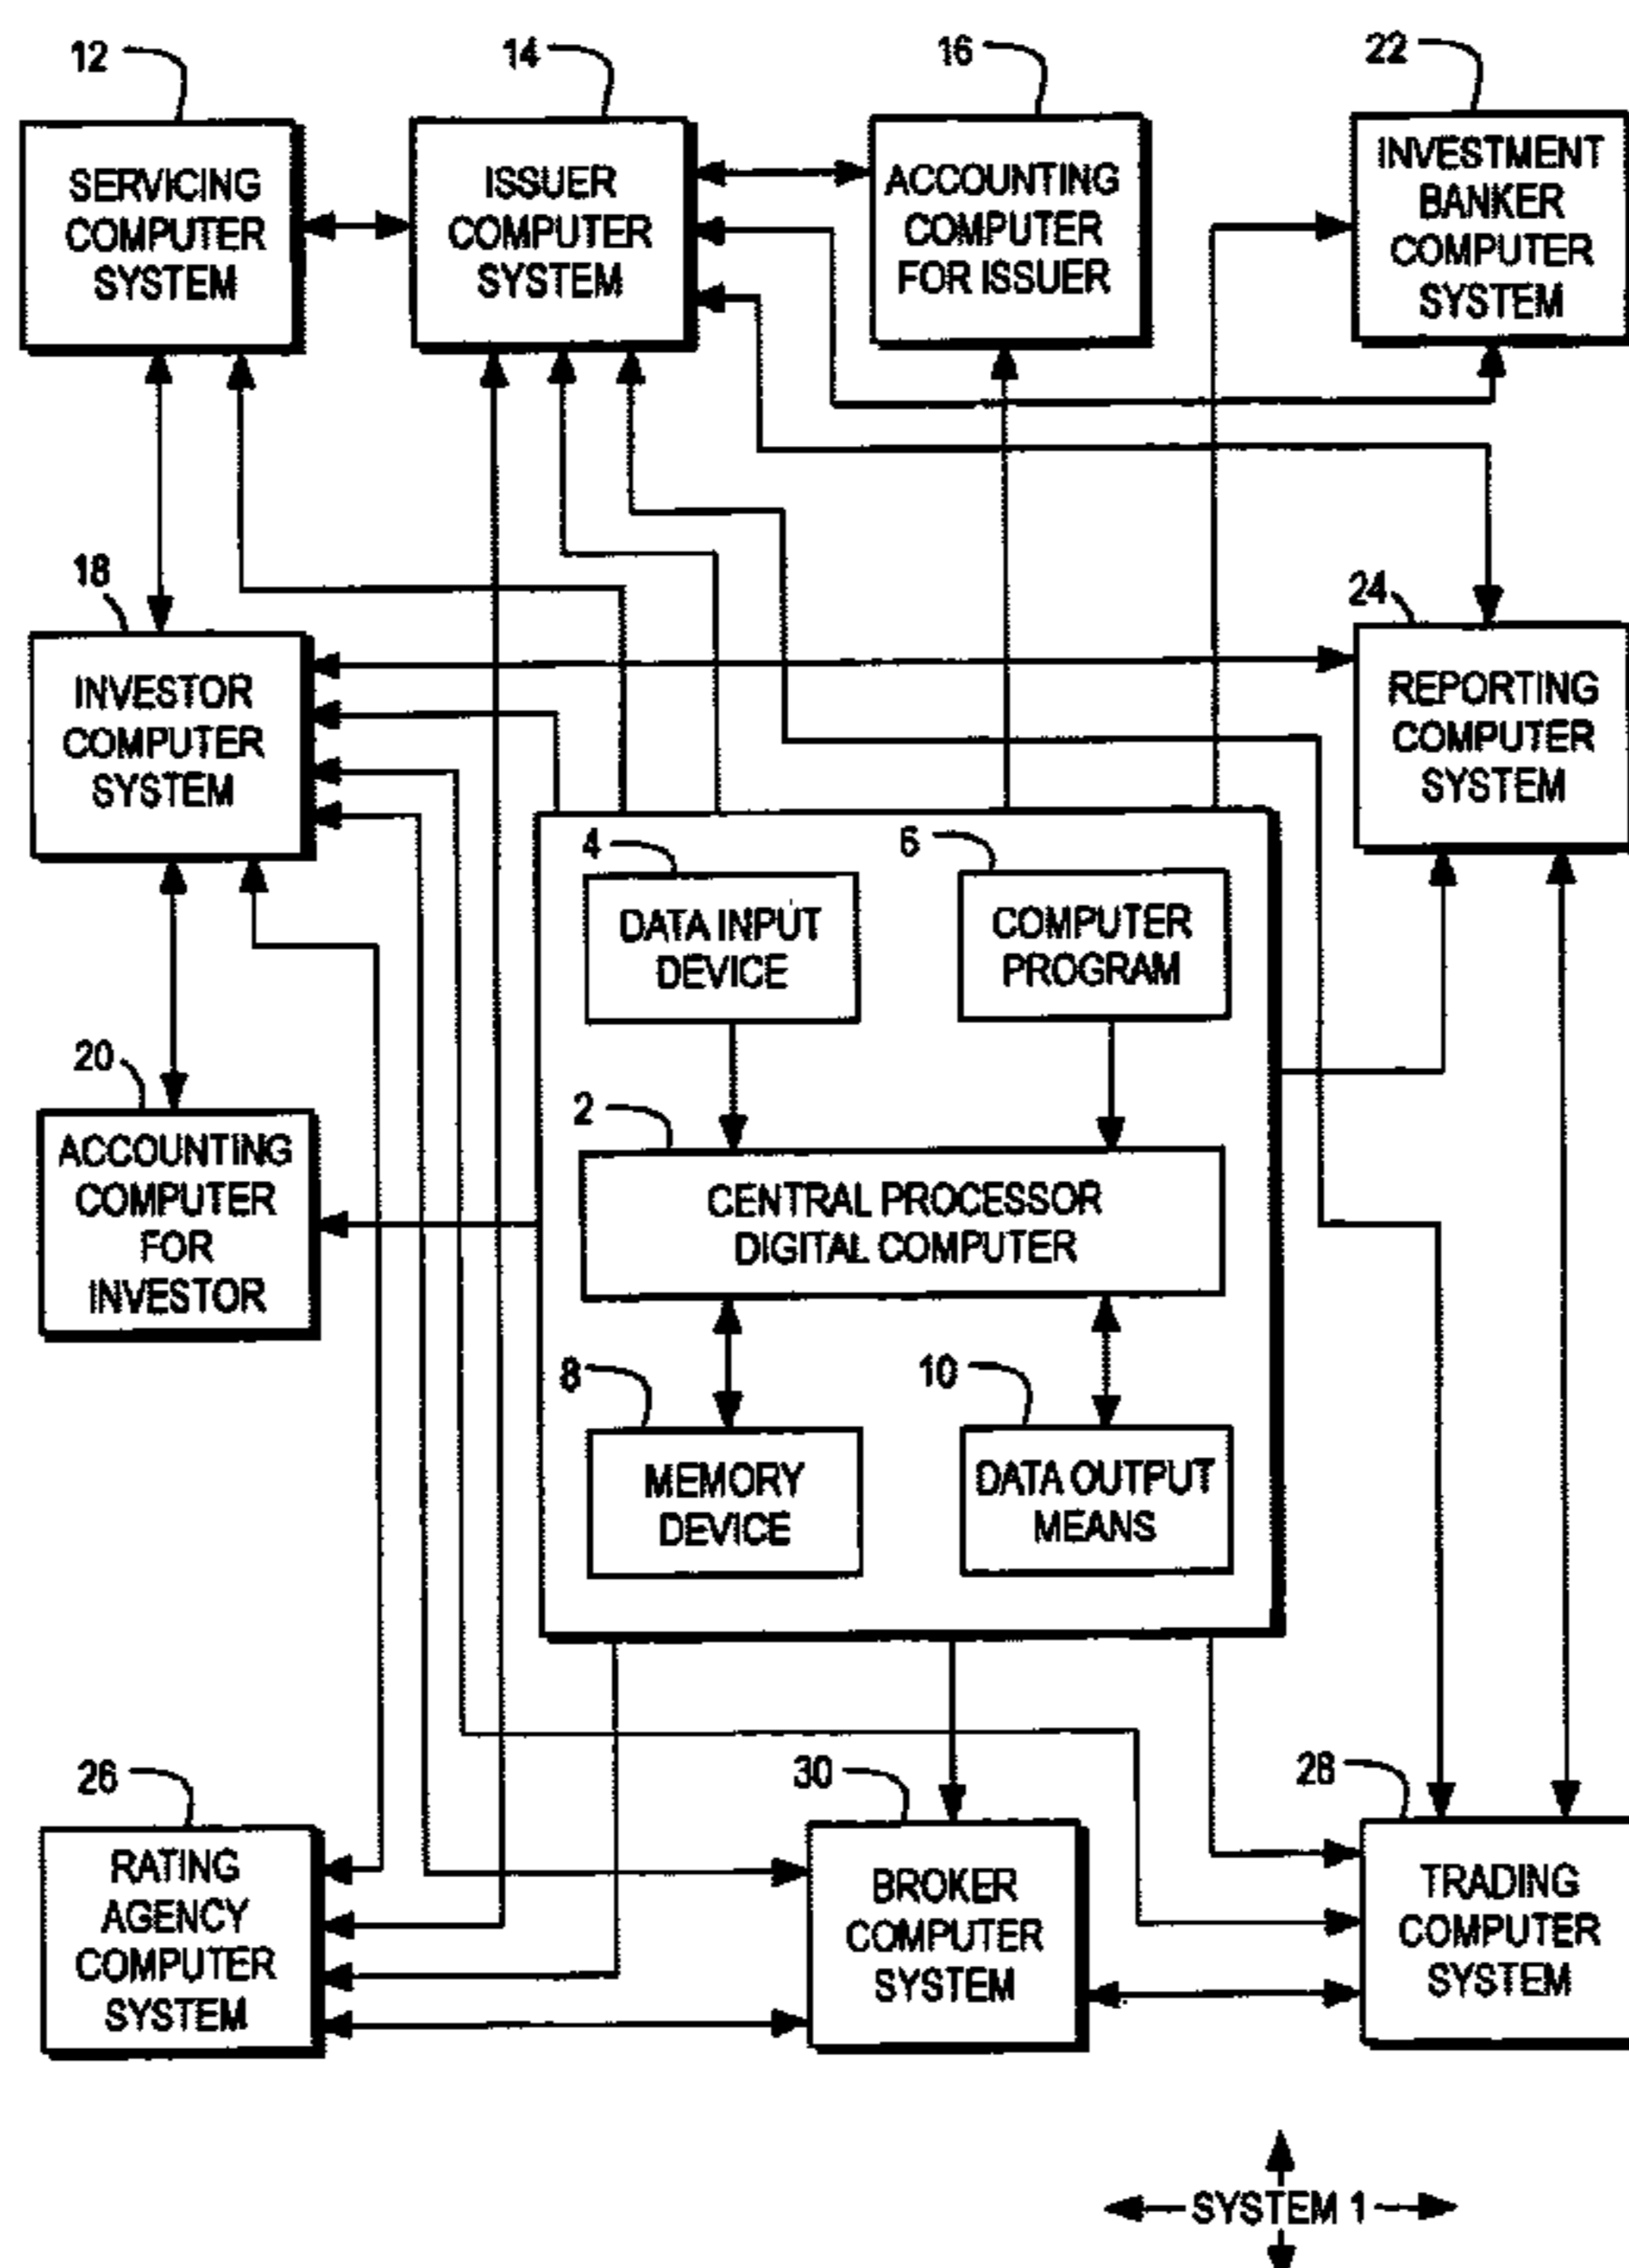 12
SERVICING
COMPUTER
SYSTEM
14
ISSUER
COMPUTER
SYSTEM
16
ACCOUNTING
COMPUTER
FOR ISSUER
22
INVESTMENT
BANKER
COMPUTER
SYSTEM
18
INVESTOR
COMPUTER
SYSTEM
24
REPORTING
COMPUTER
SYSTEM
4
DATA INPUT
DEVICE
6
COMPUTER
PROGRAM
20
ACCOUNTING
COMPUTER
FOR
INVESTOR
2
CENTRAL PROCESSOR
DIGITAL COMPUTER
8
MEMORY
DEVICE
10
DATA OUTPUT
MEANS
26
RATING
AGENCY
COMPUTER
SYSTEM
30
BROKER
COMPUTER
SYSTEM
28
TRADING
COMPUTER
SYSTEM
SYSTEM 1